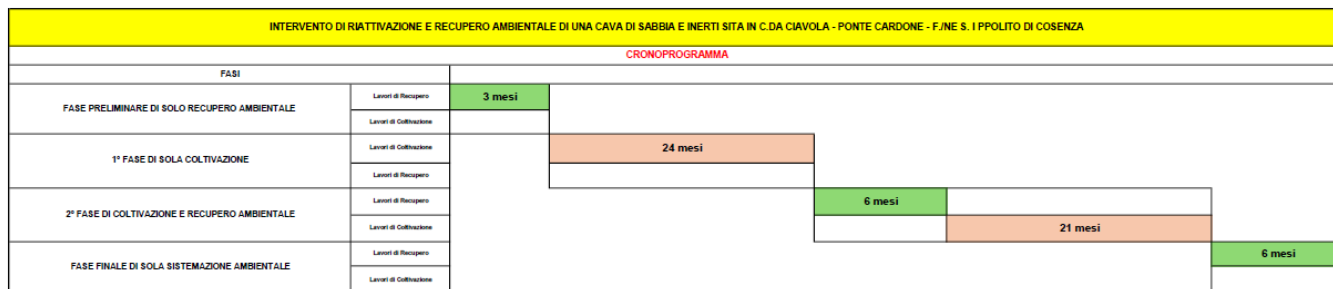 INTERVENTO DI RIATTIVAZIONE E RECUPERO AMBIENTALE DI UNA CAVA DI SABBIA E INERTI SITA IN C.DA CIAVOLA - PONTE CARDONE - F./NE S. I PPOLITO DI COSENZA
CRONOPROGRAMMA
FASI
FASE PRELIMINARE DI SOLO RECUPERO AMBIENTALE
Lavori di Recupero
3 mesi
Lavori di Coltivazione
1° FASE DI SOLA COLTIVAZIONE
Lavori di Coltivazione
24 mesi
Lavori di Recupero
2° FASE DI COLTIVAZIONE E RECUPERO AMBIENTALE
Lavori di Recupero
6 mesi
Lavori di Coltivazione
21 mesi
FASE FINALE DI SOLA SISTEMAZIONE AMBIENTALE
Lavori di Recupero
6 mesi
Lavori di Coltivazione